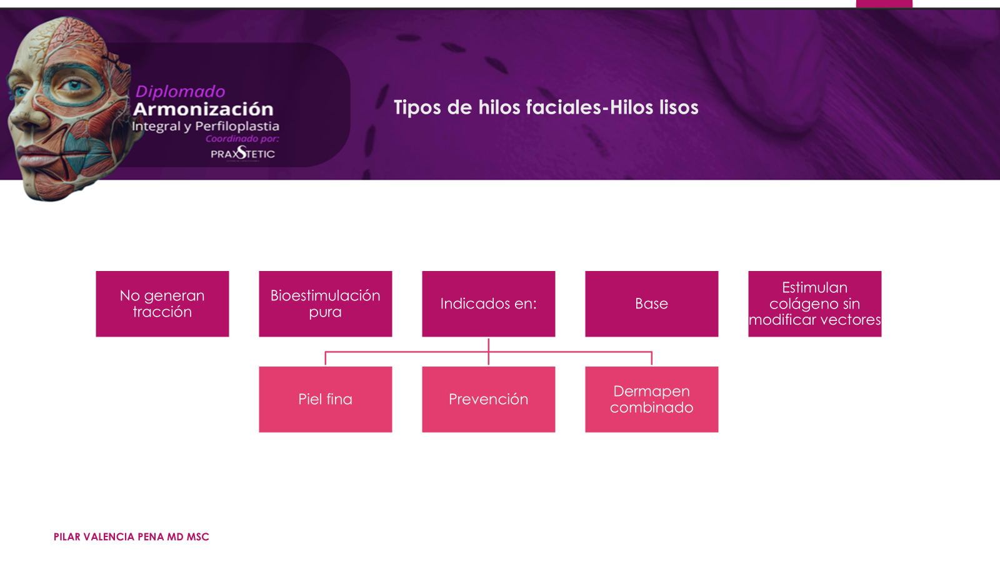 Diplomado
Armonización
Integral y Perfiloplastia
Coordinado por:
PRAXSTETIC
Tipos de hilos faciales-Hilos lisos
No generan
tracción
Bioestimulación
pura
Indicados en:
Base
Estimulan
colágeno sin
modificar vectores
Piel fina
Prevención
Dermapen
combinado
PILAR VALENCIA PENA MD MSC